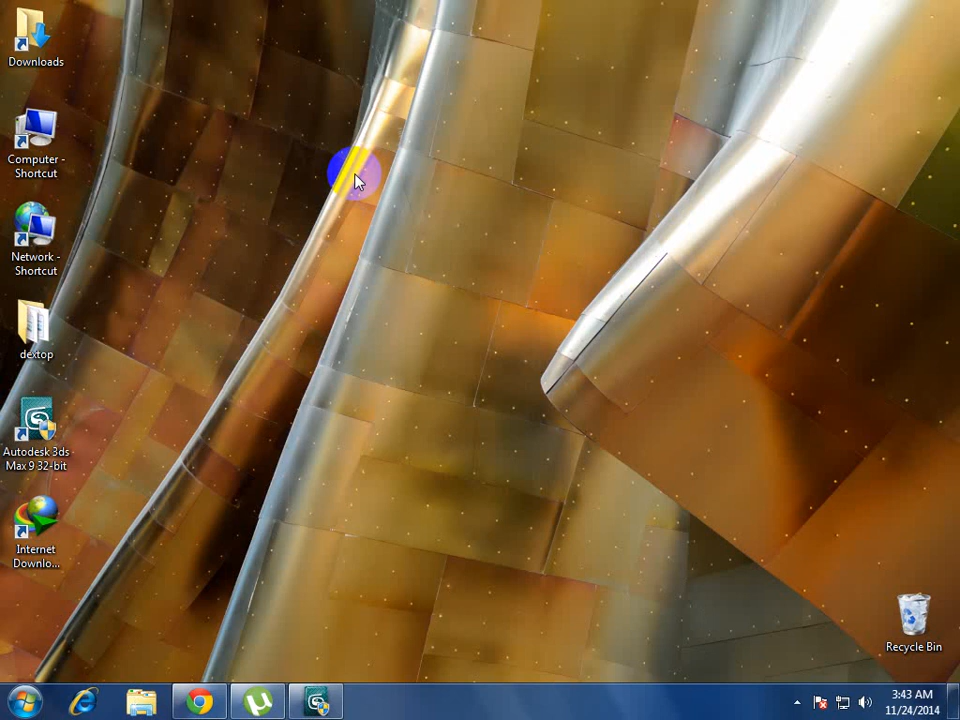 Downloads
Computer -
Shortcut
Network -
Shortcut
dextop
Autodesk 3ds
Max 9 32-bit
Internet
Downlo...
Recycle Bin
3:43 AM
11/24/2014